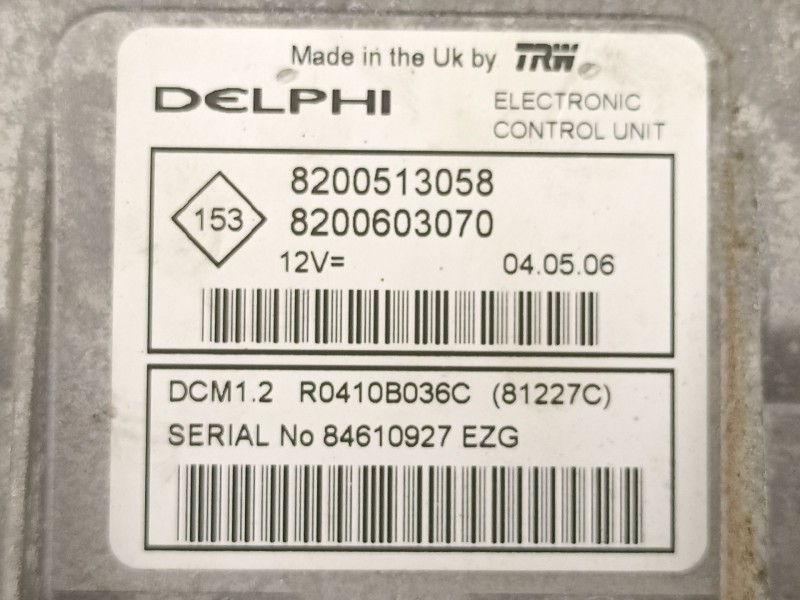 Made in the Uk by TRW
DELPHI
ELECTRONIC
CONTROL UNIT
153
8200513058
8200603070
12V=
04.05.06
DCM1.2 R0410B036C (81227C)
SERIAL No 84610927 EZG